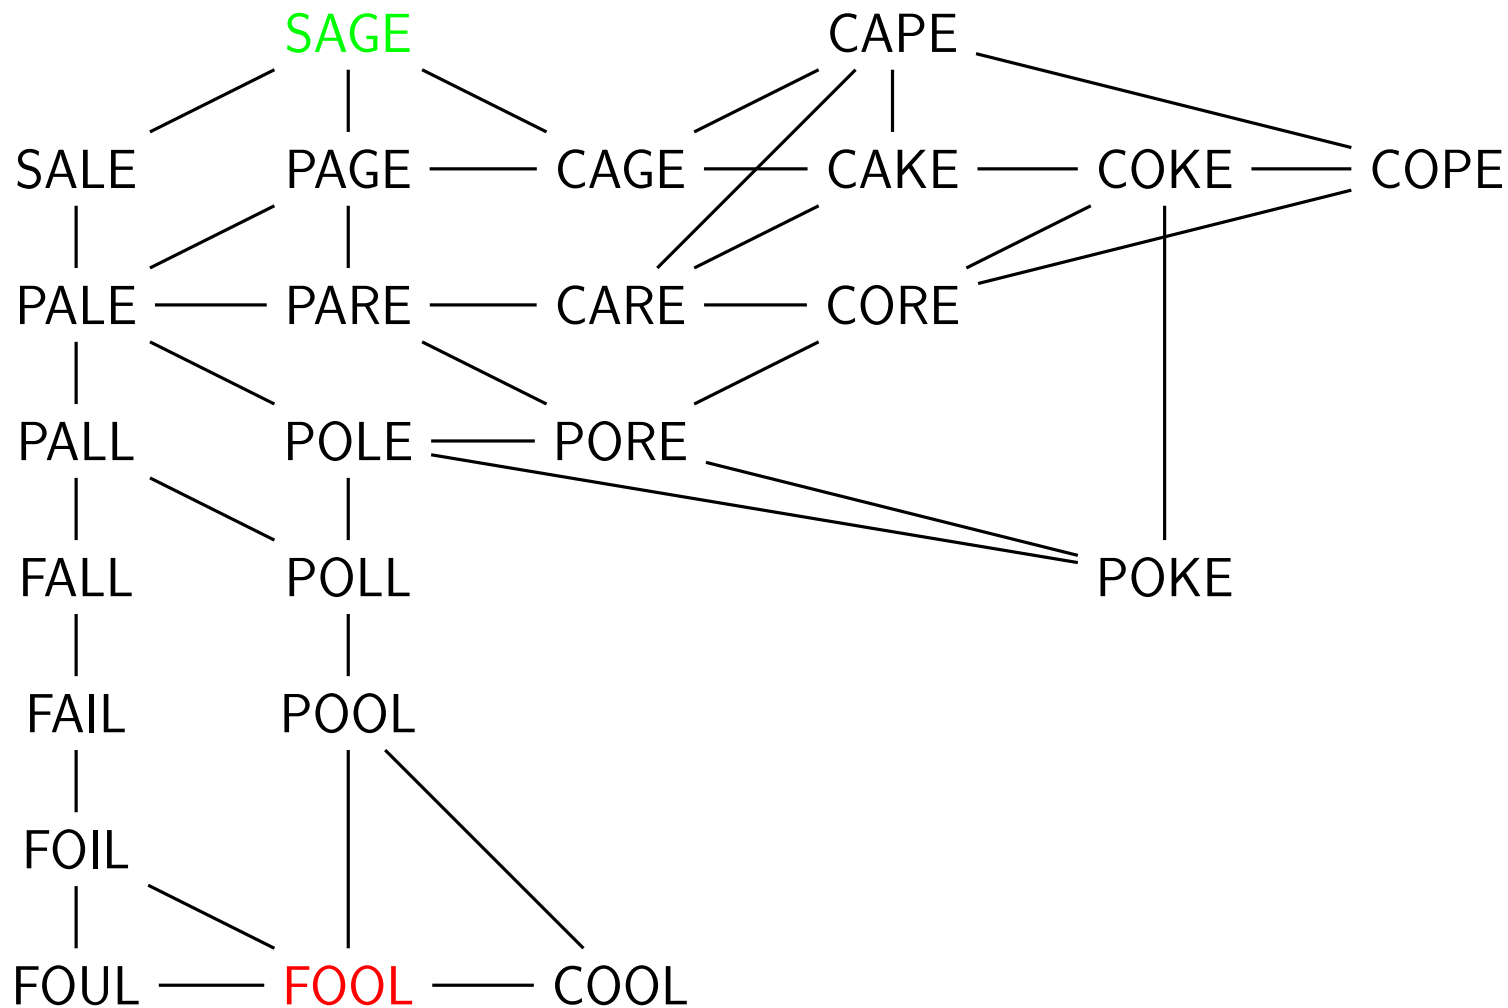 SAGE CAPE
SALE PAGE CAGE CAKE COKE COPE
PALE PARE CARE CORE
PALL POLE PORE
FALL POLL POKE
FAIL POOL
FOIL
FOUL FOOL COOL